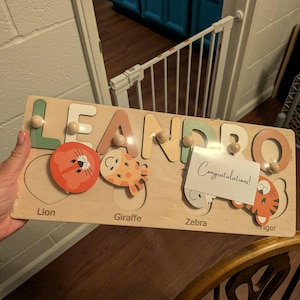 LEANDRO
Congratulations!
Lion Giraffe Zebra Tiger